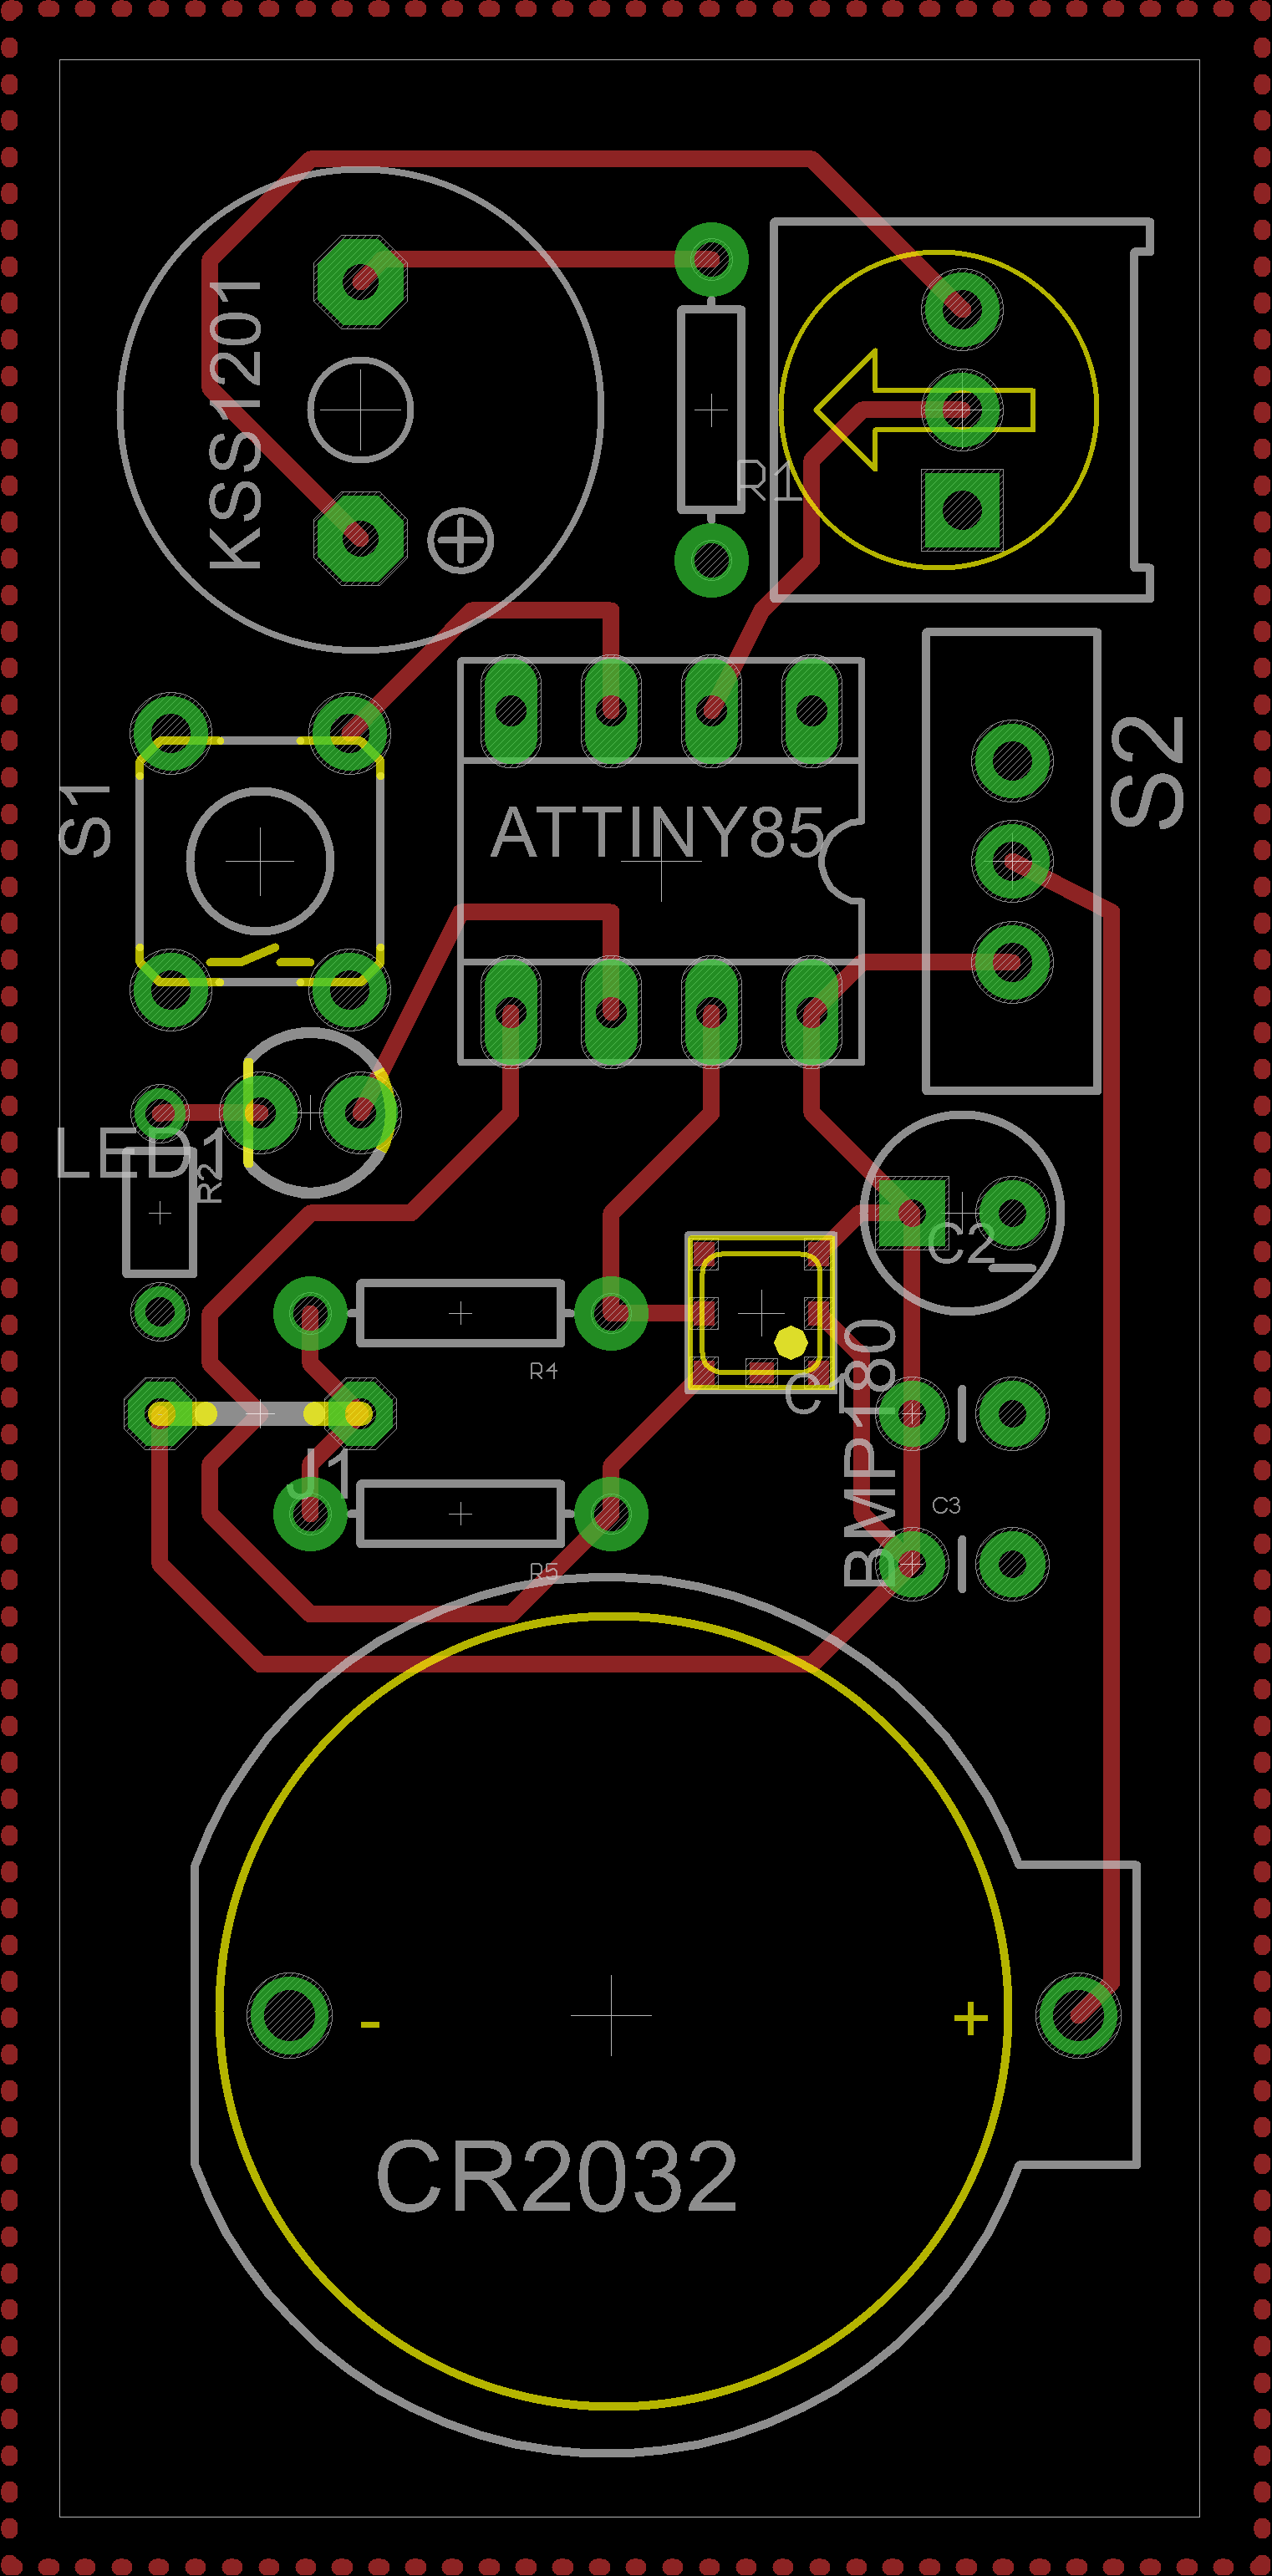 KSS1201
R1
S2
S1
ATTINY85
LED1
R2
C2
R4
C1
BMP180
J1
C3
R5
-
+
CR2032